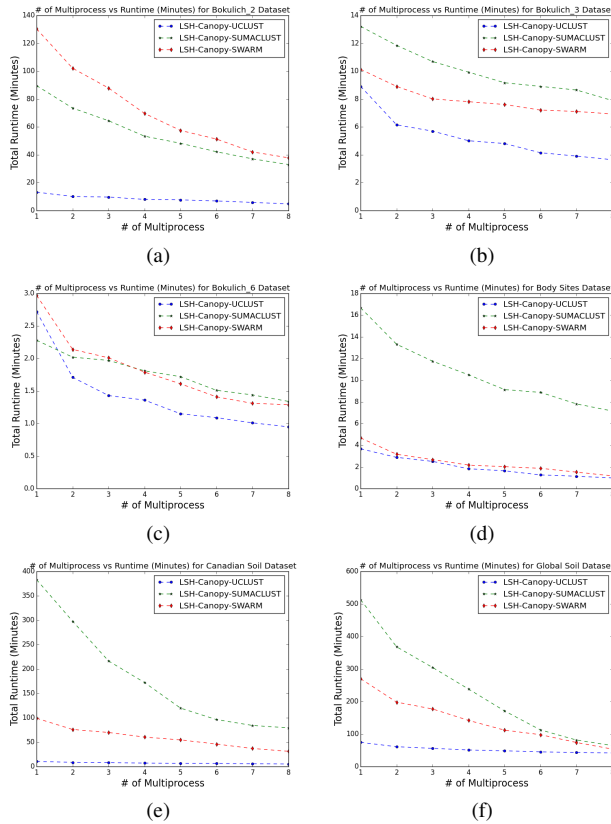 # of Multiprocess vs Runtime (Minutes) for Bokulich_2 Dataset
140
120
100
80
60
40
20
0
Total Runtime (Minutes)
LSH-Canopy-UCLUST
LSH-Canopy-SUMACLUST
LSH-Canopy-SWARM
1 2 3 4 5 6 7 8
# of Multiprocess
(a)
# of Multiprocess vs Runtime (Minutes) for Bokulich_3 Dataset
14
12
10
8
6
4
2
0
Total Runtime (Minutes)
LSH-Canopy-UCLUST
LSH-Canopy-SUMACLUST
LSH-Canopy-SWARM
1 2 3 4 5 6 7 8
# of Multiprocess
(b)
# of Multiprocess vs Runtime (Minutes) for Bokulich_6 Dataset
3.0
2.5
2.0
1.5
1.0
0.5
0.0
Total Runtime (Minutes)
LSH-Canopy-UCLUST
LSH-Canopy-SUMACLUST
LSH-Canopy-SWARM
1 2 3 4 5 6 7 8
# of Multiprocess
(c)
# of Multiprocess vs Runtime (Minutes) for Body Sites Dataset
18
16
14
12
10
8
6
4
2
0
Total Runtime (Minutes)
LSH-Canopy-UCLUST
LSH-Canopy-SUMACLUST
LSH-Canopy-SWARM
1 2 3 4 5 6 7
# of Multiprocess
(d)
# of Multiprocess vs Runtime (Minutes) for Canadian Soil Dataset
400
350
300
250
200
150
100
50
0
Total Runtime (Minutes)
LSH-Canopy-UCLUST
LSH-Canopy-SUMACLUST
LSH-Canopy-SWARM
1 2 3 4 5 6 7 8
# of Multiprocess
(e)
# of Multiprocess vs Runtime (Minutes) for Global Soil Dataset
600
500
400
300
200
100
0
Total Runtime (Minutes)
LSH-Canopy-UCLUST
LSH-Canopy-SUMACLUST
LSH-Canopy-SWARM
1 2 3 4 5 6 7
# of Multiprocess
(f)